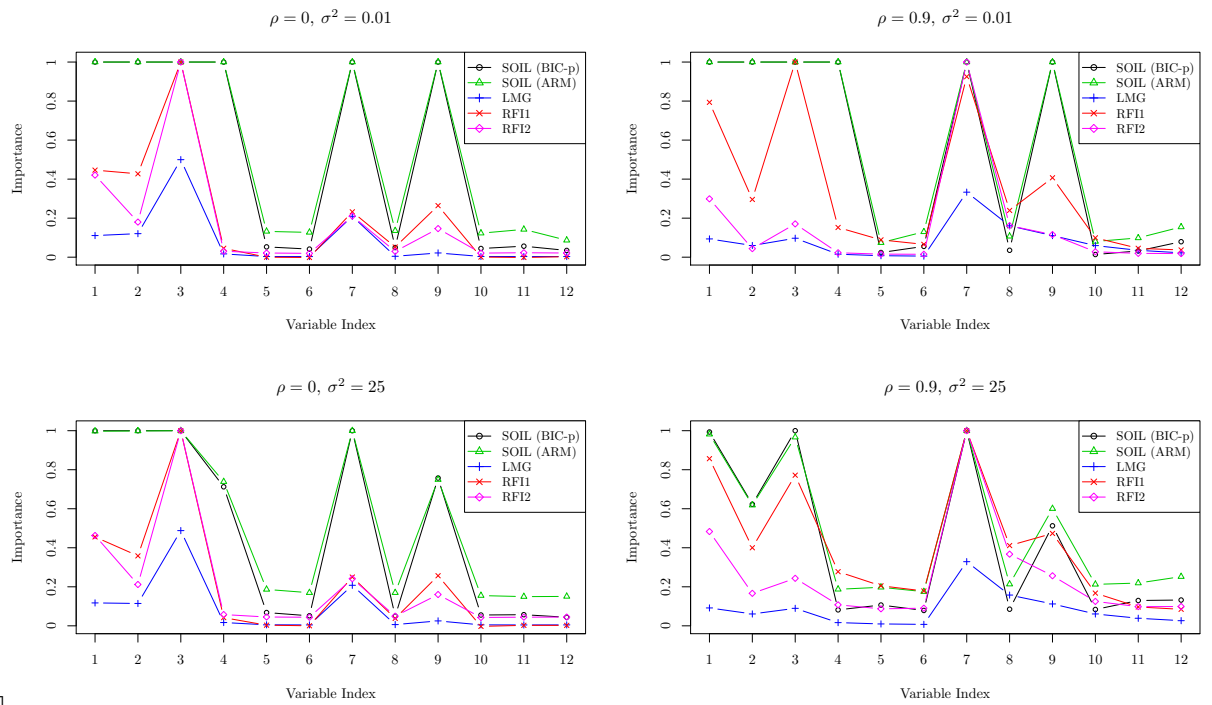 ρ = 0, σ² = 0.01
Importance
0 0.2 0.4 0.6 0.8 1
SOIL (BIC-p)
SOIL (ARM)
LMG
RFI1
RFI2
1 2 3 4 5 6 7 8 9 10 11 12
Variable Index
ρ = 0.9, σ² = 0.01
Importance
0 0.2 0.4 0.6 0.8 1
SOIL (BIC-p)
SOIL (ARM)
LMG
RFI1
RFI2
1 2 3 4 5 6 7 8 9 10 11 12
Variable Index
ρ = 0, σ² = 25
Importance
0 0.2 0.4 0.6 0.8 1
SOIL (BIC-p)
SOIL (ARM)
LMG
RFI1
RFI2
1 2 3 4 5 6 7 8 9 10 11 12
Variable Index
ρ = 0.9, σ² = 25
Importance
0 0.2 0.4 0.6 0.8 1
SOIL (BIC-p)
SOIL (ARM)
LMG
RFI1
RFI2
1 2 3 4 5 6 7 8 9 10 11 12
Variable Index